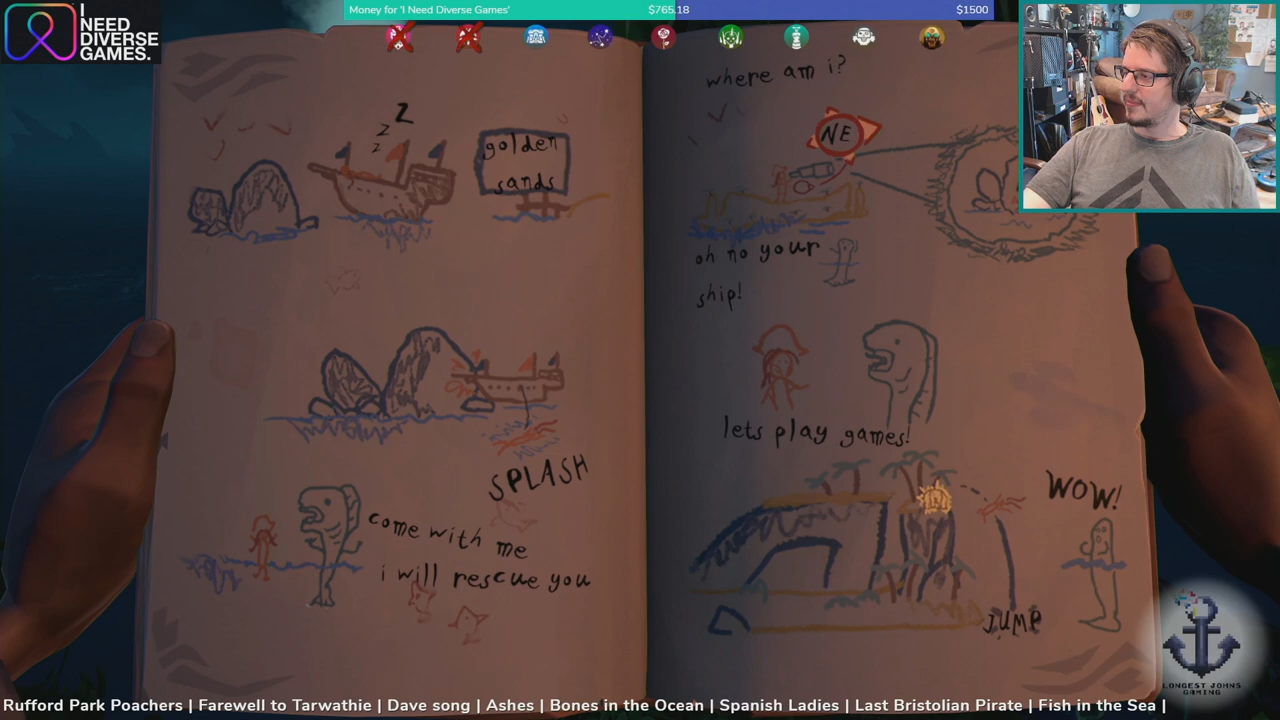 I
NEED
DIVERSE
GAMES.
Money for 'I Need Diverse Games'
$765.18
$1500
z
z
z
golden
sands
SPLASH
come with me
i will rescue you
where am i?
NE
oh no your
ship!
lets play games!
WOW!
JUMP
LONGEST JOHNS
GAMING
Rufford Park Poachers | Farewell to Tarwathie | Dave song | Ashes | Bones in the Ocean | Spanish Ladies | Last Bristolian Pirate | Fish in the Sea |